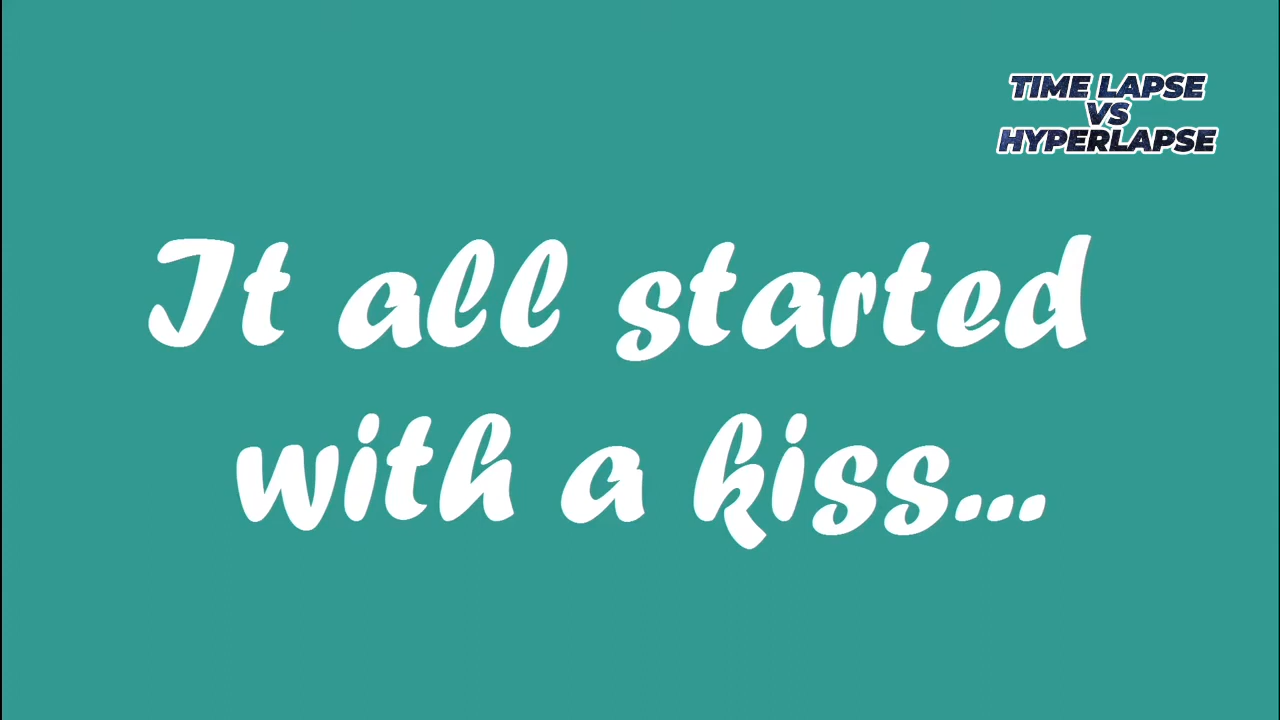 TIME LAPSE
VS
HYPERLAPSE
It all started
with a kiss...